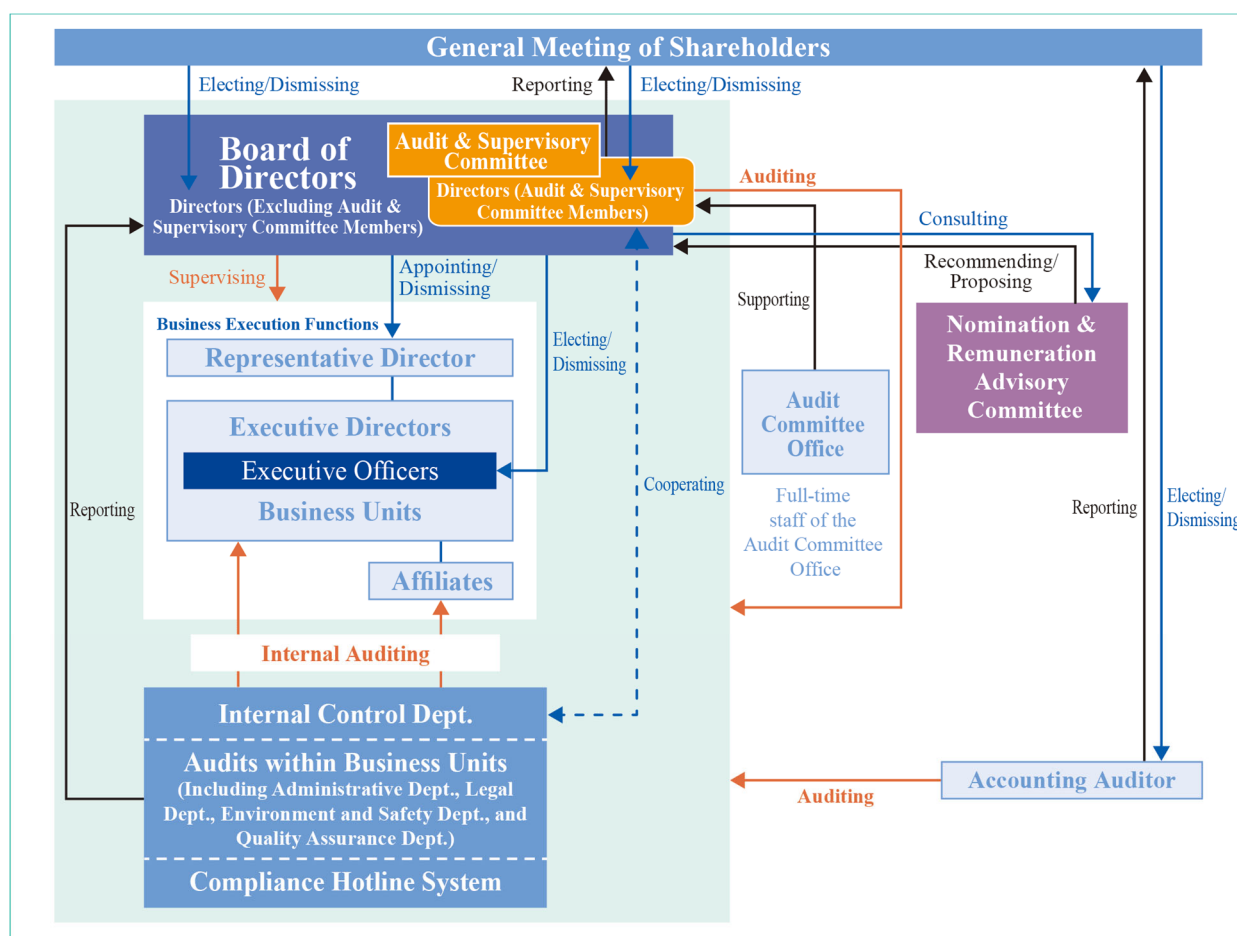 General Meeting of Shareholders
Electing/Dismissing
Reporting
Electing/Dismissing
Board of
Directors
Directors (Excluding Audit &
Supervisory Committee Members)
Audit & Supervisory
Committee
Directors (Audit & Supervisory
Committee Members)
Auditing
Consulting
Recommending/
Proposing
Supervising
Appointing/
Dismissing
Supporting
Nomination &
Remuneration
Advisory
Committee
Business Execution Functions
Representative Director
Electing/
Dismissing
Executive Directors
Executive Officers
Business Units
Audit
Committee
Office
Full-time
staff of the
Audit Committee
Office
Reporting
Cooperating
Reporting
Electing/
Dismissing
Affiliates
Internal Auditing
Internal Control Dept.
Audits within Business Units
(Including Administrative Dept., Legal
Dept., Environment and Safety Dept., and
Quality Assurance Dept.)
Compliance Hotline System
Auditing
Accounting Auditor